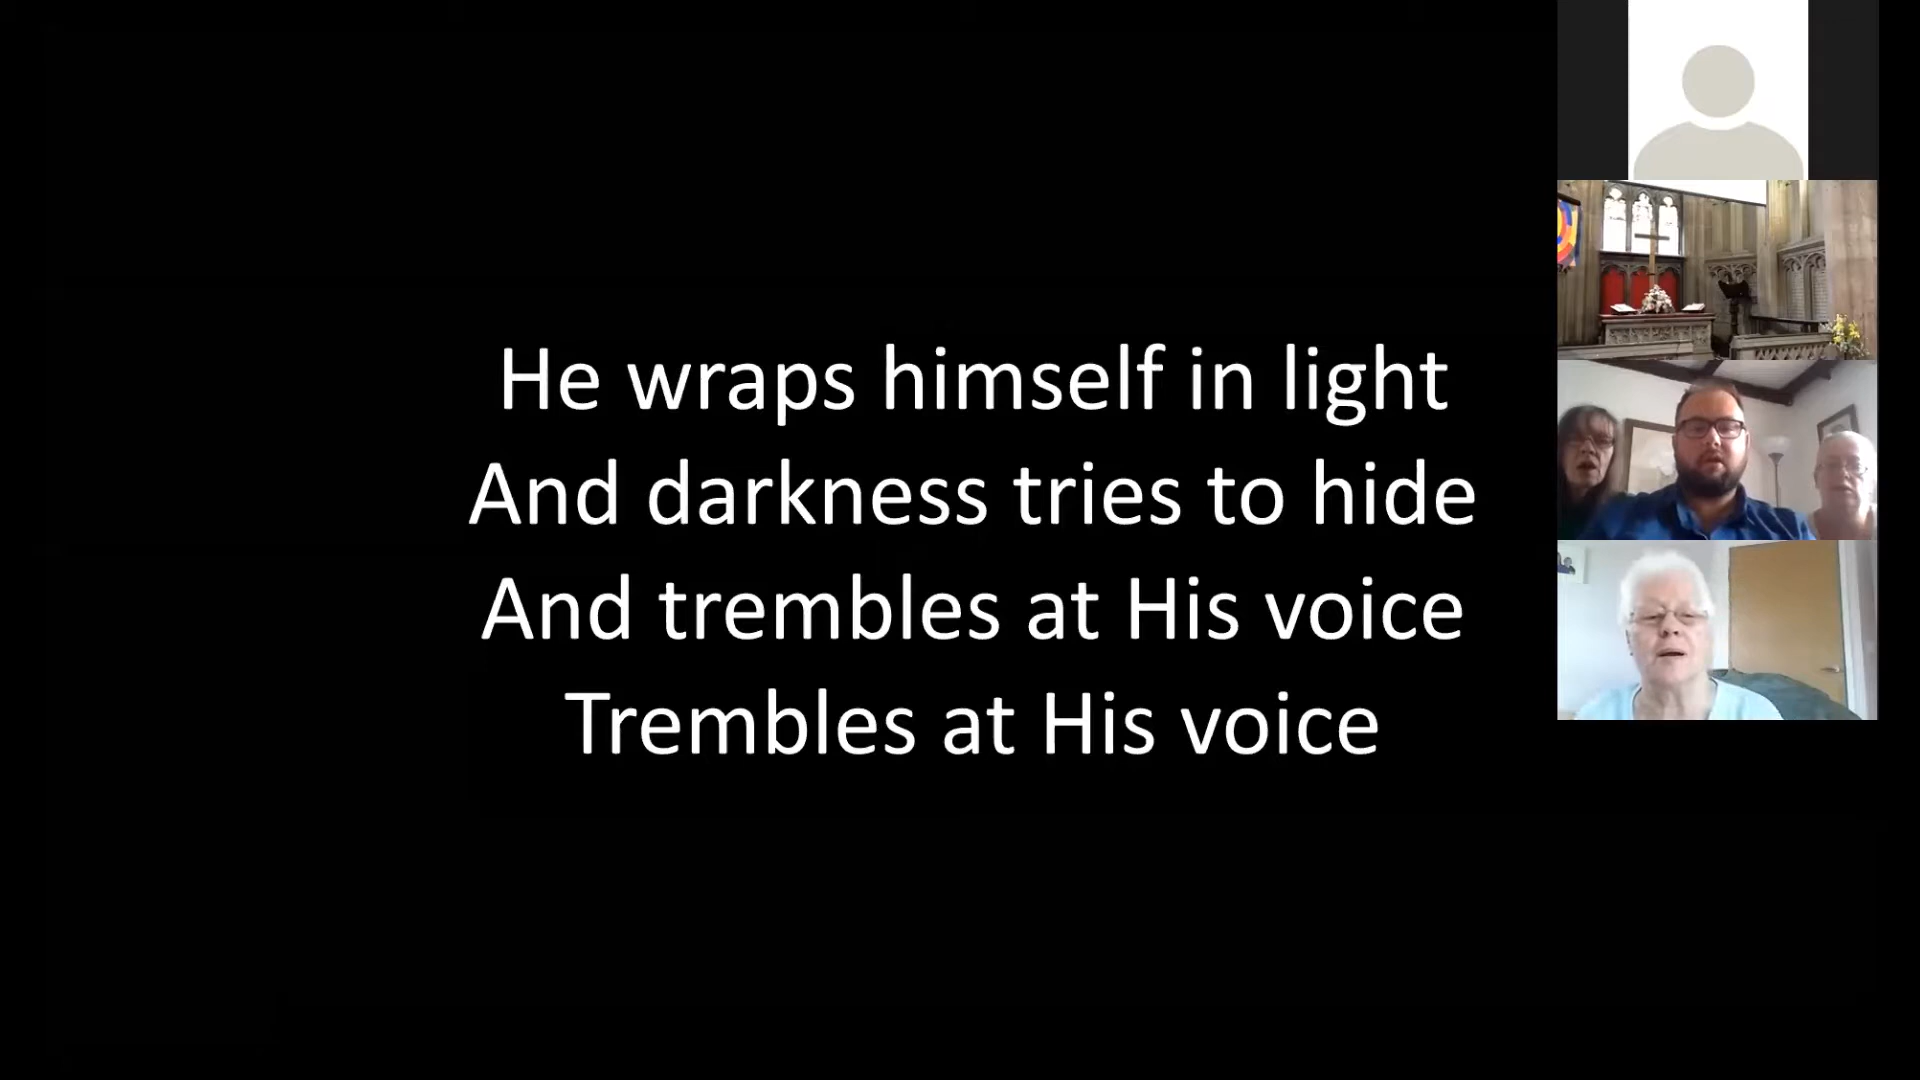 He wraps himself in light
And darkness tries to hide
And trembles at His voice
Trembles at His voice